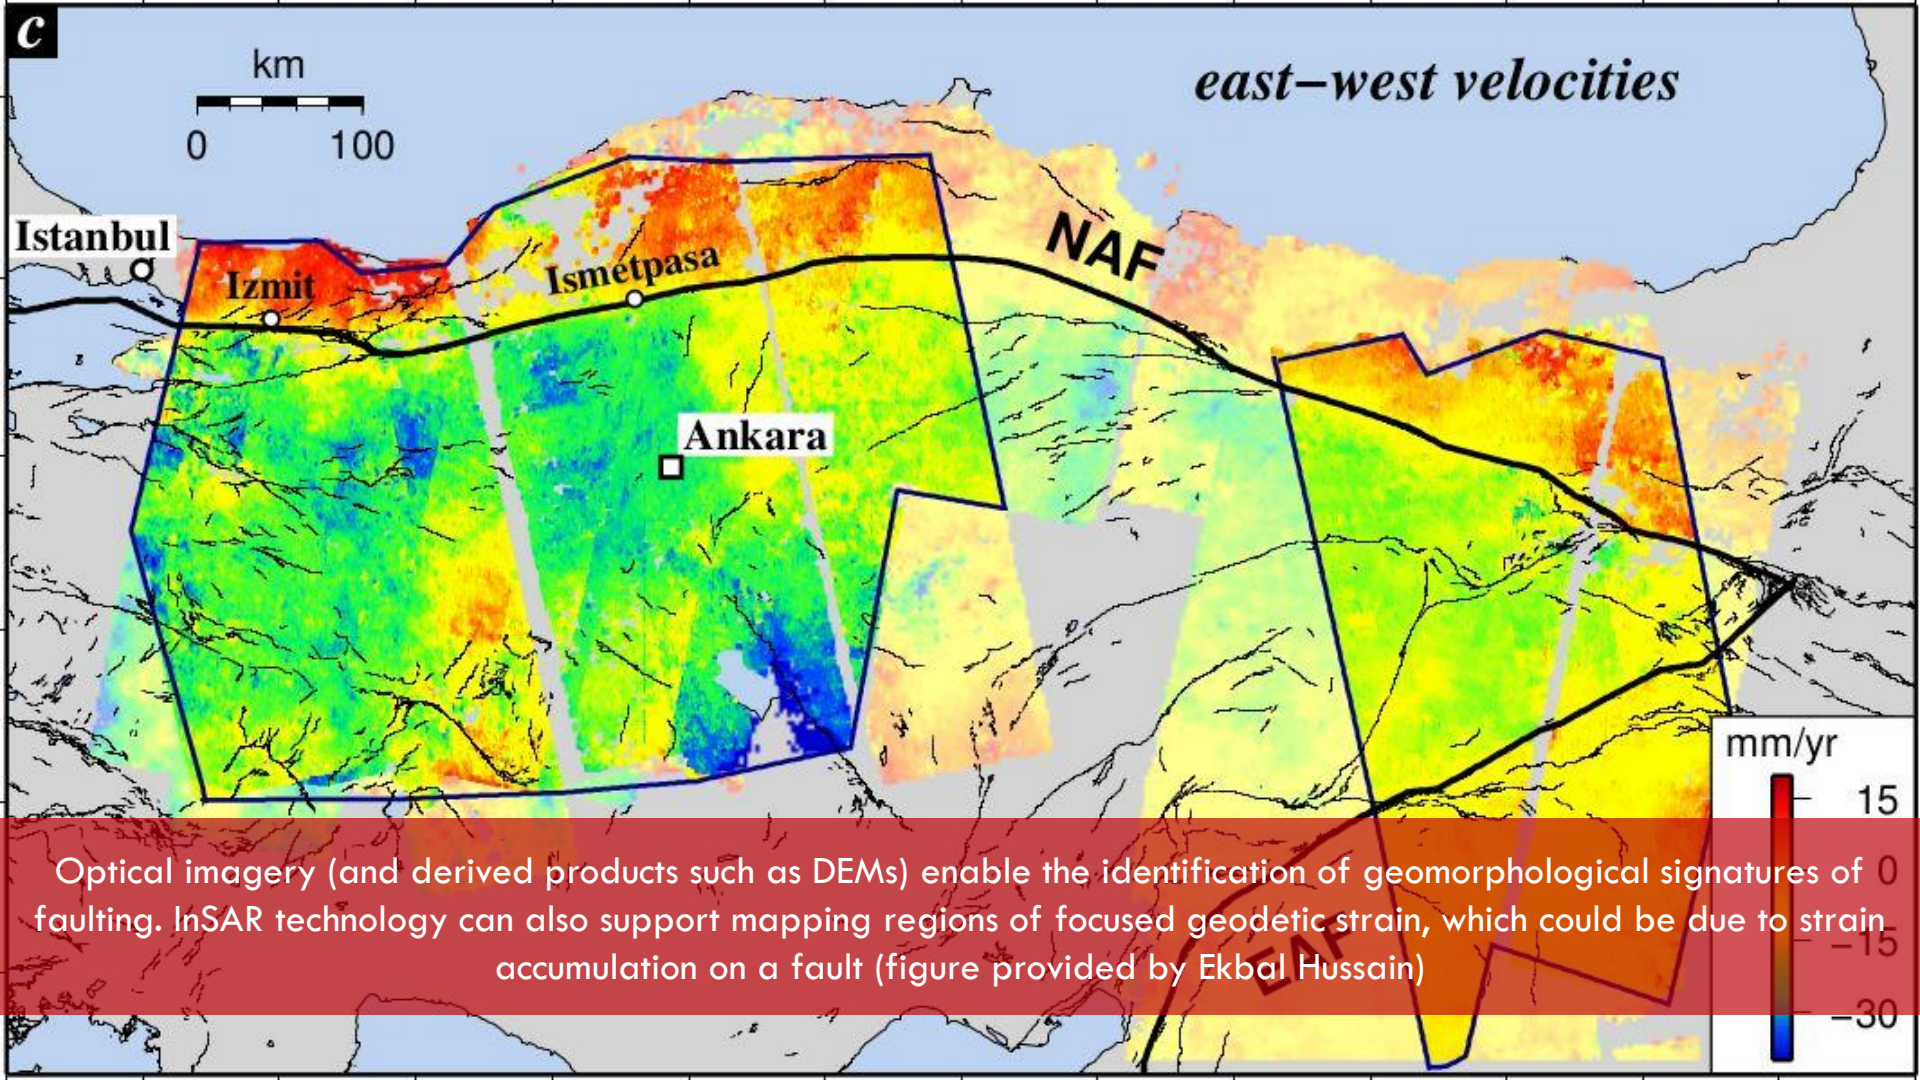 c
km
0 100
east–west velocities
Istanbul
Izmit
Ismetpasa
NAF
Ankara
mm/yr
15
0
−15
−30
EAF
Optical imagery (and derived products such as DEMs) enable the identification of geomorphological signatures of
faulting. InSAR technology can also support mapping regions of focused geodetic strain, which could be due to strain
accumulation on a fault (figure provided by Ekbal Hussain)